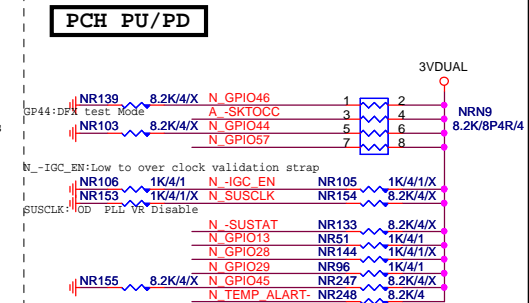 PCH PU/PD
3VDUAL
NR139 8.2K/4/X N_GPIO46 1 2 NRN9
GP44:DFX test Mode A_-SKTOCC 3 4 8.2K/8P4R/4
NR103 8.2K/4/X N_GPIO44 5 6
N_GPIO57 7 8
N_-IGC_EN:Low to over clock validation strap
NR106 1K/4/1 N_-IGC_EN NR105 1K/4/1/X
NR153 1K/4/1/X N_SUSCLK NR154 8.2K/4/X
SUSCLK: OD PLL VR Disable
N_-SUSTAT NR133 8.2K/4/X
N_GPIO13 NR51 1K/4/1
N_GPIO28 NR144 1K/4/1/X
N_GPIO29 NR96 1K/4/1
NR155 8.2K/4/X N_GPIO45 NR247 8.2K/4/X
N_TEMP_ALART- NR248 8.2K/4